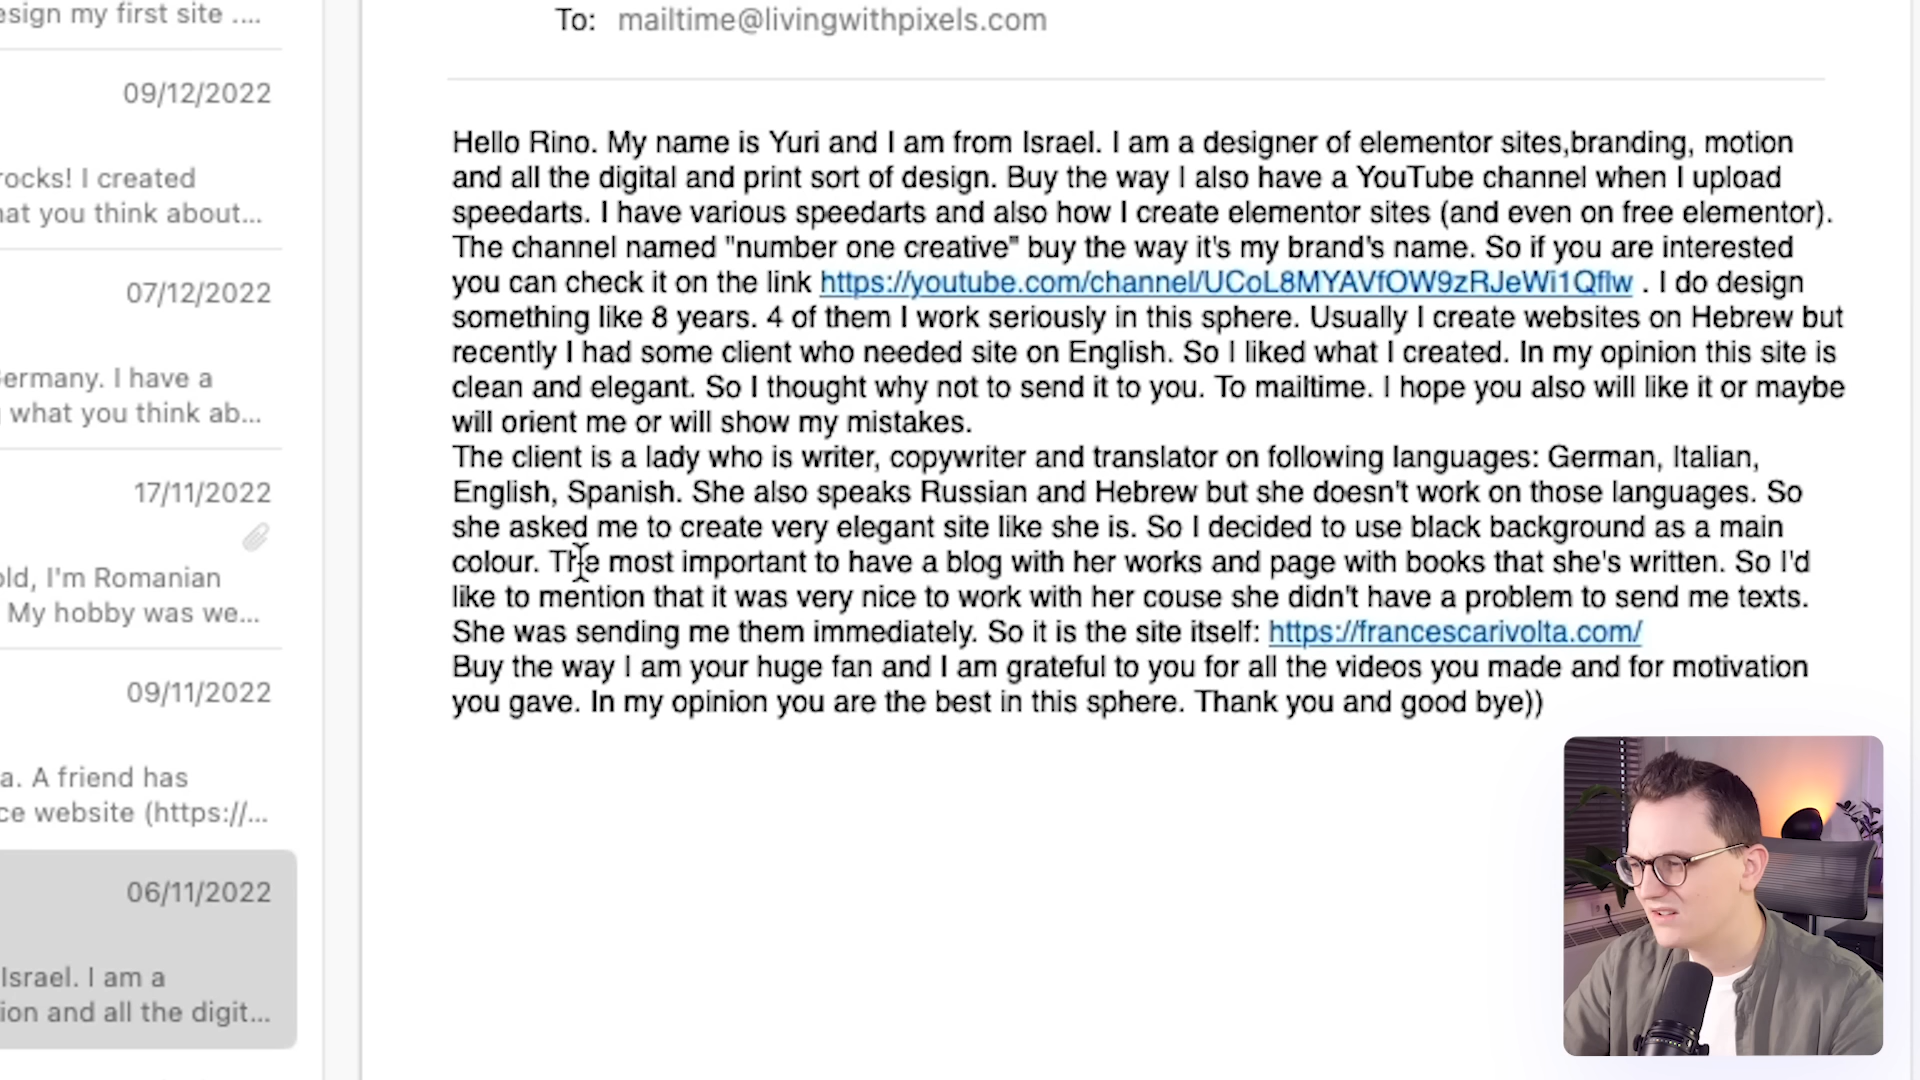 esign my first site ....
09/12/2022
rocks! I created
at you think about...
07/12/2022
Germany. I have a
what you think ab...
17/11/2022
old, I'm Romanian
My hobby was we...
09/11/2022
a. A friend has
ce website (https://...
06/11/2022
Israel. I am a
ion and all the digit...
To: mailtime@livingwithpixels.com
Hello Rino. My name is Yuri and I am from Israel. I am a designer of elementor sites,branding, motion
and all the digital and print sort of design. Buy the way I also have a YouTube channel when I upload
speedarts. I have various speedarts and also how I create elementor sites (and even on free elementor).
The channel named "number one creative" buy the way it's my brand's name. So if you are interested
you can check it on the link https://youtube.com/channel/UCoL8MYAVfOW9zRJeWi1Qflw . I do design
something like 8 years. 4 of them I work seriously in this sphere. Usually I create websites on Hebrew but
recently I had some client who needed site on English. So I liked what I created. In my opinion this site is
clean and elegant. So I thought why not to send it to you. To mailtime. I hope you also will like it or maybe
will orient me or will show my mistakes.
The client is a lady who is writer, copywriter and translator on following languages: German, Italian,
English, Spanish. She also speaks Russian and Hebrew but she doesn't work on those languages. So
she asked me to create very elegant site like she is. So I decided to use black background as a main
colour. The most important to have a blog with her works and page with books that she's written. So I'd
like to mention that it was very nice to work with her couse she didn't have a problem to send me texts.
She was sending me them immediately. So it is the site itself: https://francescarivolta.com/
Buy the way I am your huge fan and I am grateful to you for all the videos you made and for motivation
you gave. In my opinion you are the best in this sphere. Thank you and good bye))